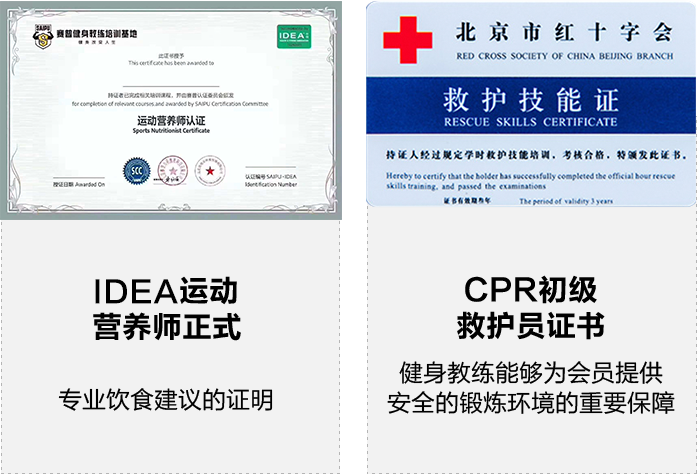 SAIPU
赛普健身教练培训基地
健身改变人生
IDEA
此证书授予
This certificate has been awarded to
持证者已完成相关培训课程，并由赛普认证委员会颁发
for completion of relevant courses and awarded by SAIPU Certification Committee
运动营养师认证
Sports Nutritionist Certificate
SCC
授证日期 Awarded On
认证编号 SAIPU-IDEA
Identification Number
IDEA运动
营养师正式
专业饮食建议的证明
北京市红十字会
RED CROSS SOCIETY OF CHINA BEIJING BRANCH
救护技能证
RESCUE SKILLS CERTIFICATE
持证人经过规定学时救护技能培训，考核合格，特颁发此证书。
Hereby to certify that the holder has successfully completed the official hour rescue
skills training, and passed the examinations
证书有效期叁年 The period of validity 3 years
CPR初级
救护员证书
健身教练能够为会员提供
安全的锻炼环境的重要保障